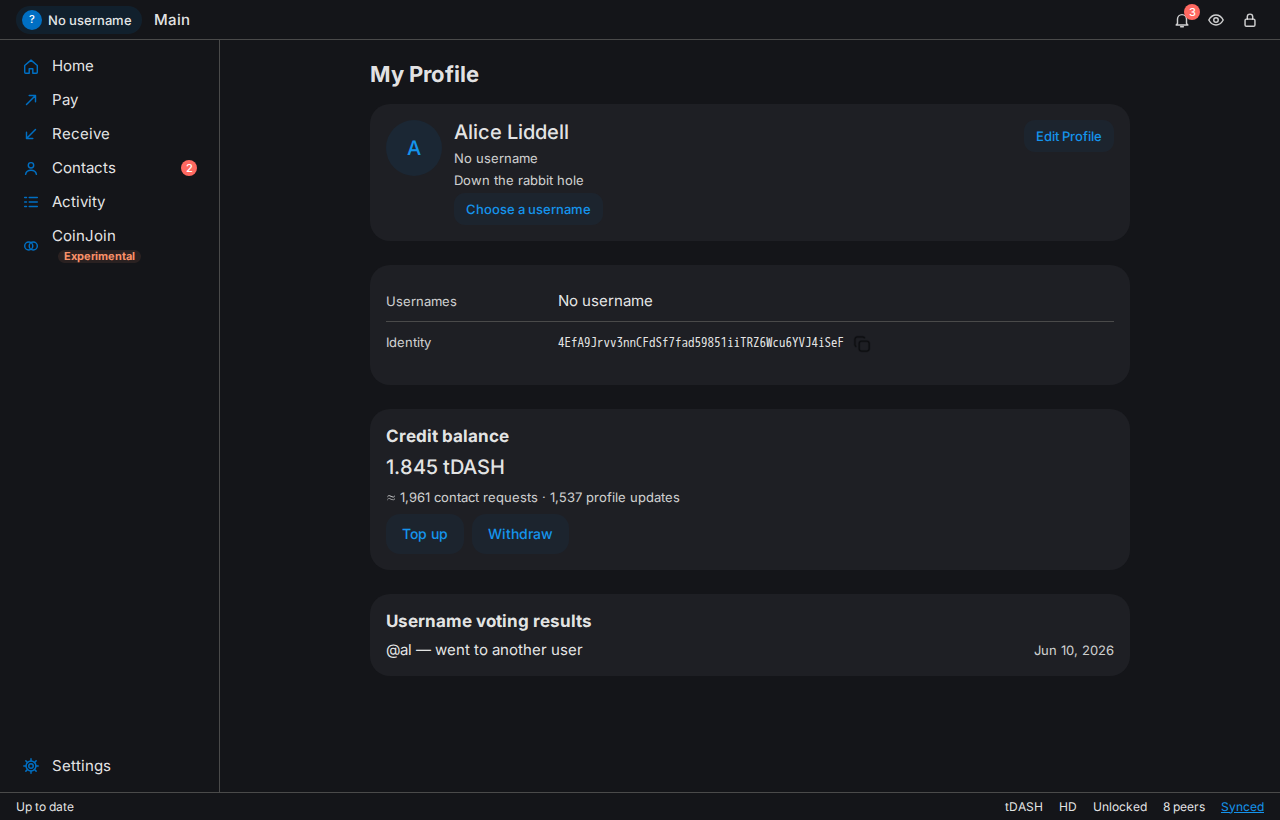 ? No username Main 3
Home
Pay
Receive
Contacts 2
Activity
CoinJoin
Experimental
Settings
My Profile
A
Alice Liddell
No username
Down the rabbit hole
Choose a username
Edit Profile
Usernames No username
Identity 4EfA9Jrvv3nnCFdSf7fad59851iiTRZ6Wcu6YVJ4iSeF
Credit balance
1.845 tDASH
≈ 1,961 contact requests · 1,537 profile updates
Top up Withdraw
Username voting results
@al — went to another user Jun 10, 2026
Up to date tDASH HD Unlocked 8 peers Synced